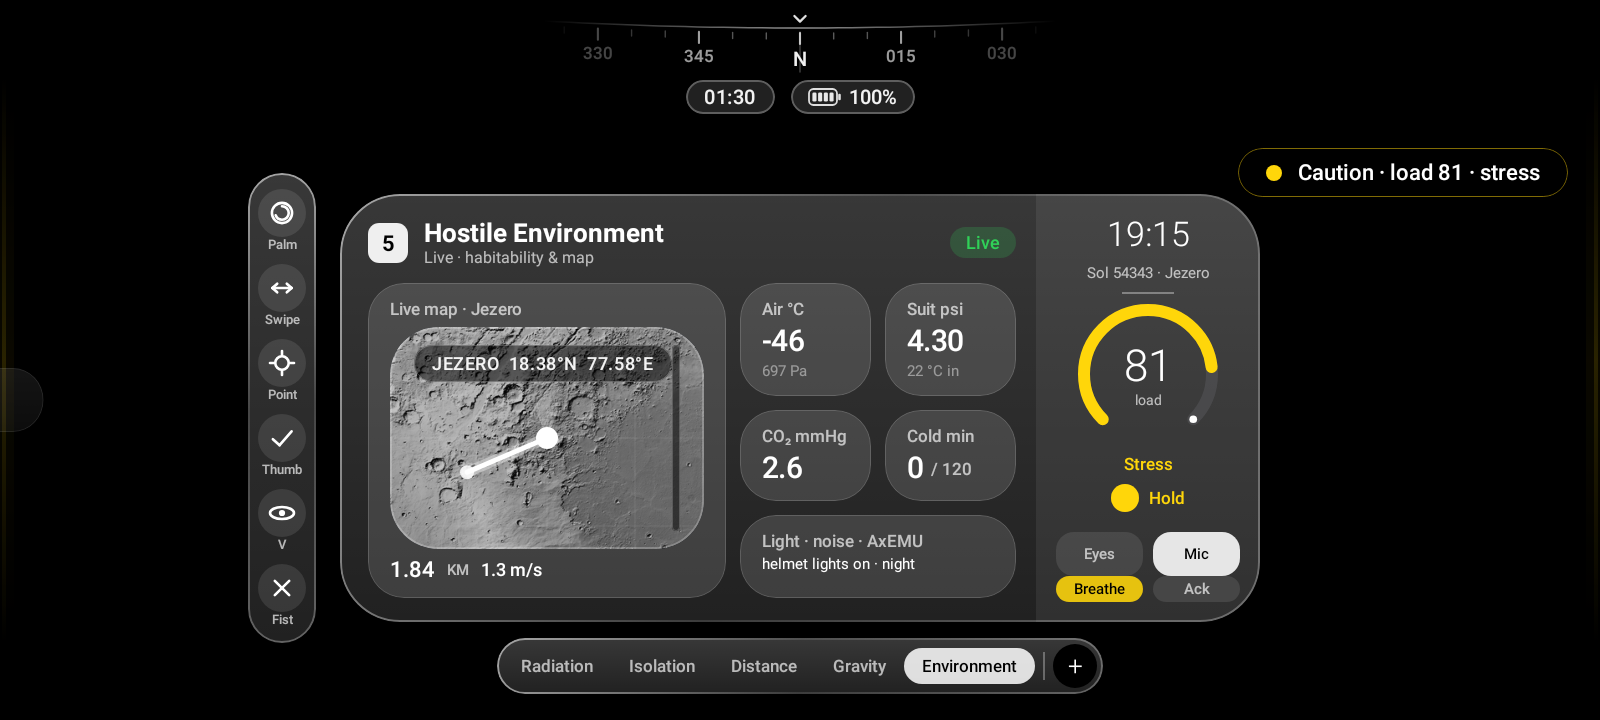 330 345 N 015 030
01:30 100%
Caution · load 81 · stress
Palm
Swipe
Point
Thumb
V
Fist
5 Hostile Environment
Live · habitability & map
Live
Live map · Jezero
JEZERO 18.38°N 77.58°E
1.84 KM 1.3 m/s
Air °C
-46
697 Pa
Suit psi
4.30
22 °C in
CO₂ mmHg
2.6
Cold min
0 / 120
Light · noise · AxEMU
helmet lights on · night
19:15
Sol 54343 · Jezero
81
load
Stress
Hold
Eyes Mic
Breathe Ack
Radiation Isolation Distance Gravity Environment +